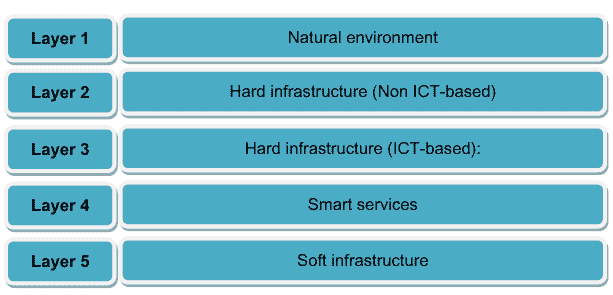 Layer 1 Natural environment
Layer 2 Hard infrastructure (Non ICT-based)
Layer 3 Hard infrastructure (ICT-based):
Layer 4 Smart services
Layer 5 Soft infrastructure